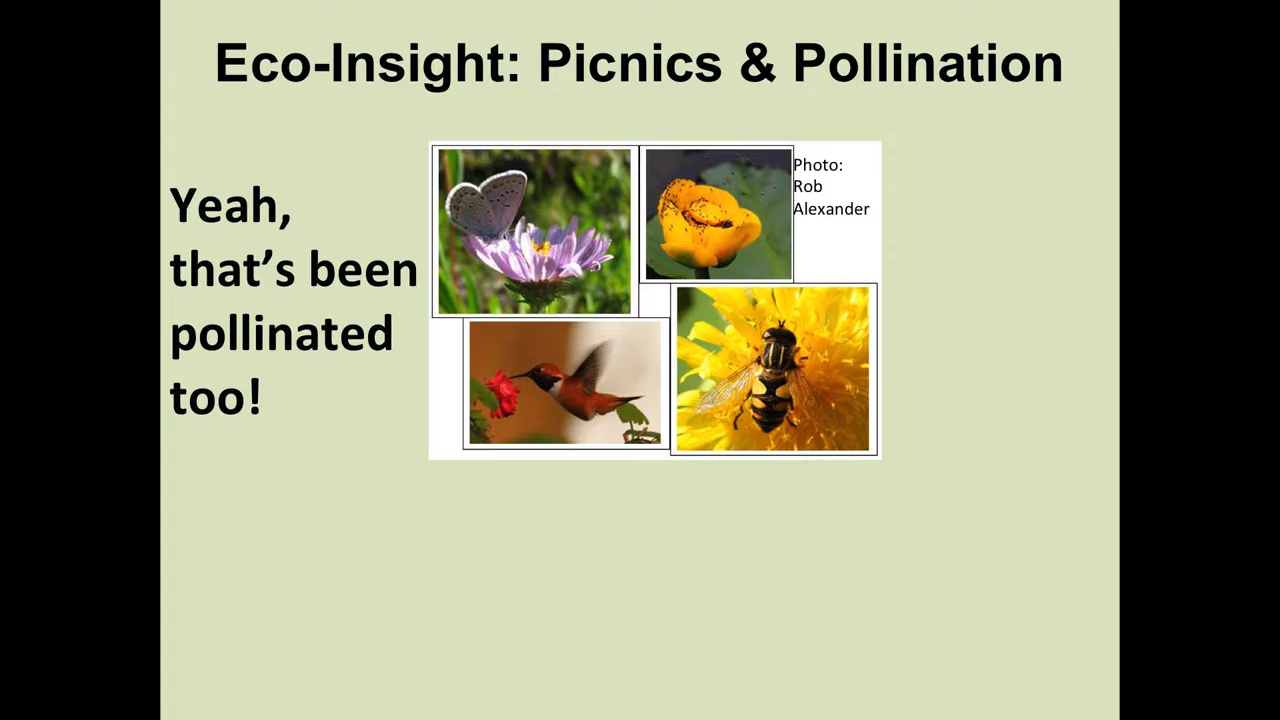 Eco-Insight: Picnics & Pollination
Yeah,
that’s been
pollinated
too!
Photo:
Rob
Alexander